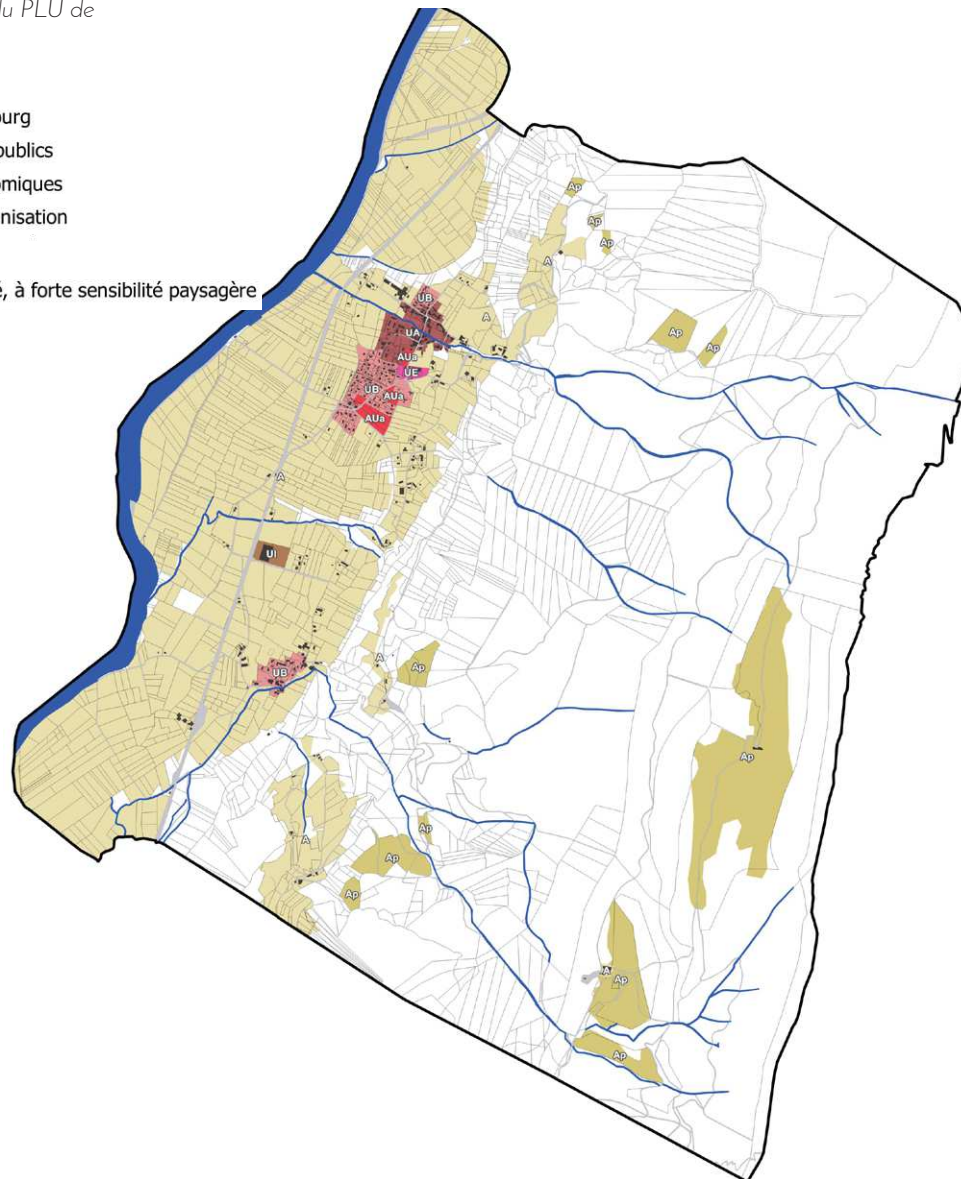 du PLU de
ourg
publics
omiques
nisation
é, à forte sensibilité paysagère
Ap
Ap
Ap
A
UB
A
Ap
UA
Ap
AUa
UE
UB
AUa
AUa
A
UI
A
Ap
UB
Ap
Ap
A
Ap
Ap
A
Ap
Ap